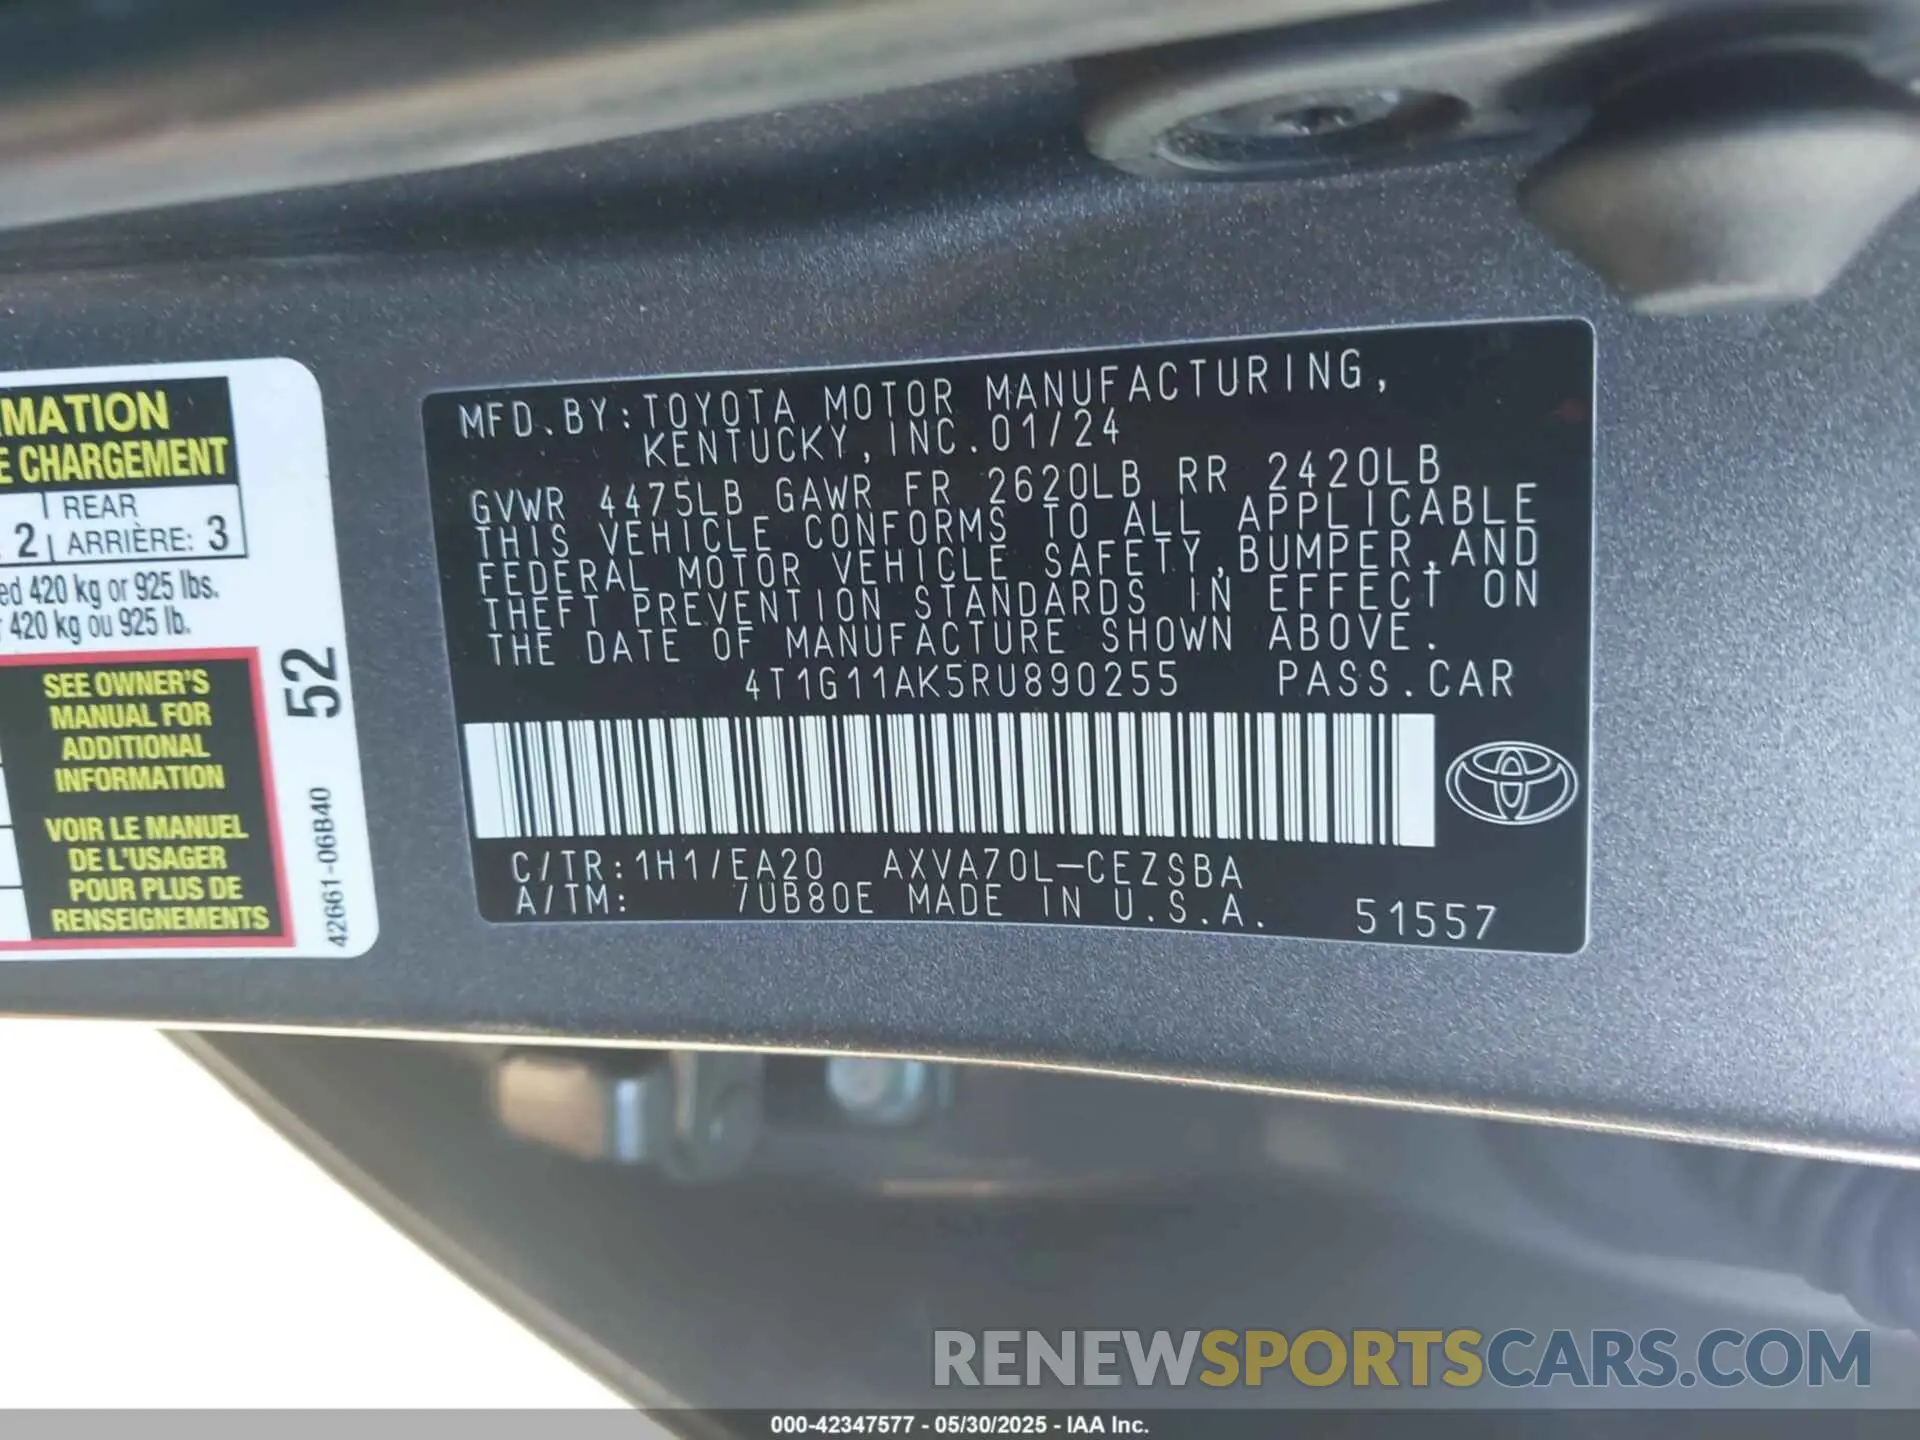 MATION
E CHARGEMENT
REAR
2 ARRIÈRE: 3
ed 420 kg or 925 lbs.
420 kg ou 925 lb.
SEE OWNER'S
MANUAL FOR
ADDITIONAL
INFORMATION
VOIR LE MANUEL
DE L'USAGER
POUR PLUS DE
RENSEIGNEMENTS
52
42661-06B40
MFD.BY:TOYOTA MOTOR MANUFACTURING,
KENTUCKY,INC.01/24
GVWR 4475LB GAWR FR 2620LB RR 2420LB
THIS VEHICLE CONFORMS TO ALL APPLICABLE
FEDERAL MOTOR VEHICLE SAFETY,BUMPER,AND
THEFT PREVENTION STANDARDS IN EFFECT ON
THE DATE OF MANUFACTURE SHOWN ABOVE.
4T1G11AK5RU890255 PASS.CAR
C/TR:1H1/EA20 AXVA70L-CEZSBA
A/TM: /UB80E MADE IN U.S.A. 51557
RENEWSPORTSCARS.COM
000-42347577 - 05/30/2025 - IAA Inc.